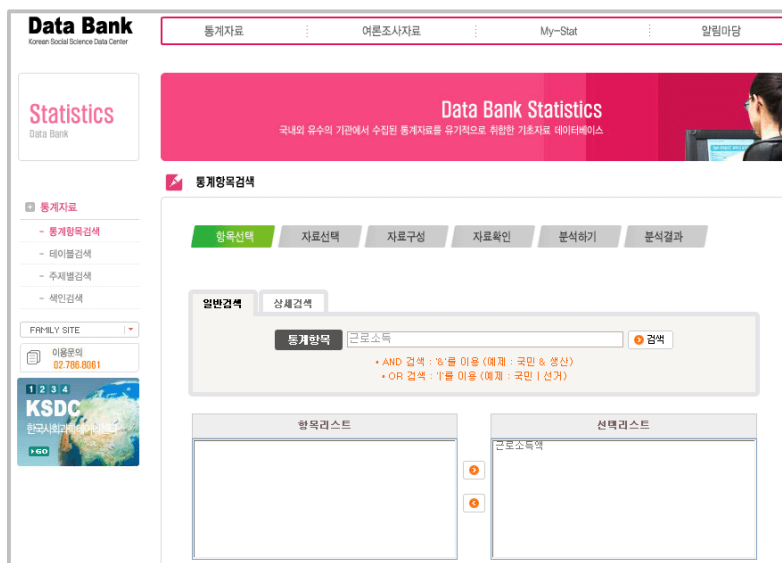 Data Bank
Korean Social Science Data Center
통계자료
여론조사자료
My-Stat
알림마당
Statistics
Data Bank
Data Bank Statistics
국내외 유수의 기관에서 수집된 통계자료를 유기적으로 취합한 기초자료 데이터베이스
통계항목검색
통계자료
- 통계항목검색
- 테이블검색
- 주제별검색
- 색인검색
FAMILY SITE
이용문의
02.786.8061
1 2 3 4
KSDC
한국사회과학데이터센터
GO
항목선택
자료선택
자료구성
자료확인
분석하기
분석결과
일반검색
상세검색
통계항목
근로소득
검색
• AND 검색 : '&'를 이용 (예제 : 국민 & 생산)
• OR 검색 : '|'를 이용 (예제 : 국민 | 선거)
항목리스트
선택리스트
근로소득액